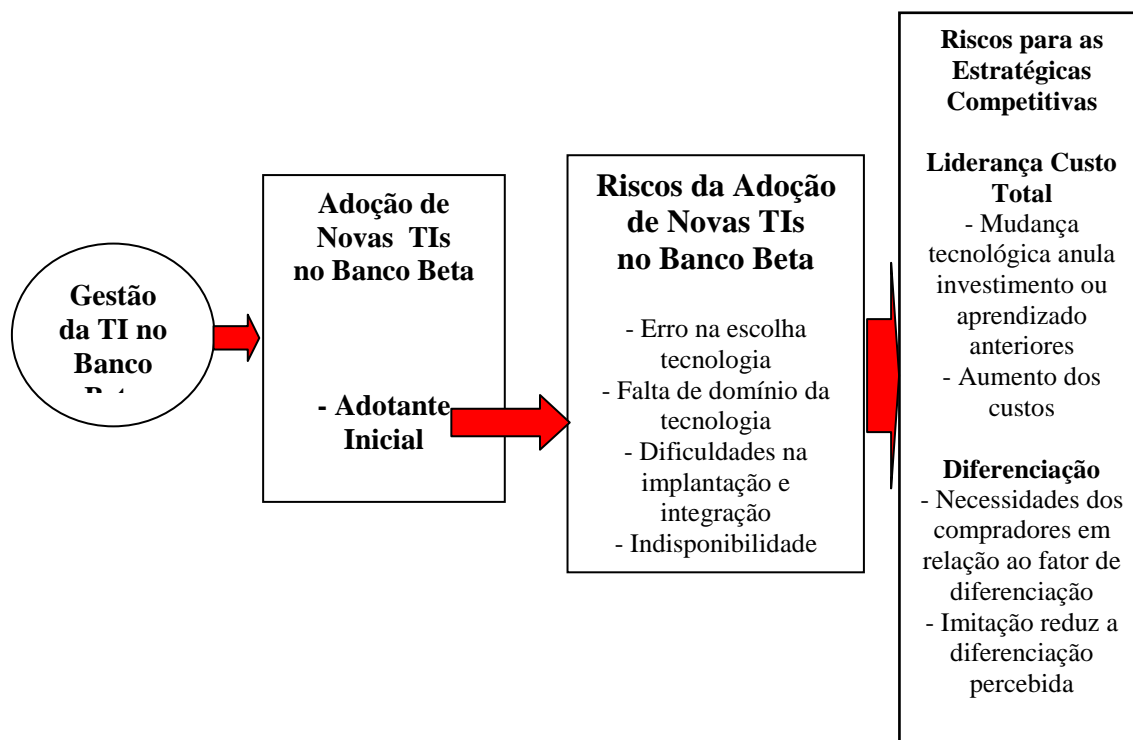 Gestão
da TI no
Banco
Adoção de
Novas TIs
no Banco Beta
- Adotante
Inicial
Riscos da Adoção
de Novas TIs
no Banco Beta
- Erro na escolha
tecnologia
- Falta de domínio da
tecnologia
- Dificuldades na
implantação e
integração
- Indisponibilidade
Riscos para as
Estratégicas
Competitivas
Liderança Custo
Total
- Mudança
tecnológica anula
investimento ou
aprendizado
anteriores
- Aumento dos
custos
Diferenciação
- Necessidades dos
compradores em
relação ao fator de
diferenciação
- Imitação reduz a
diferenciação
percebida